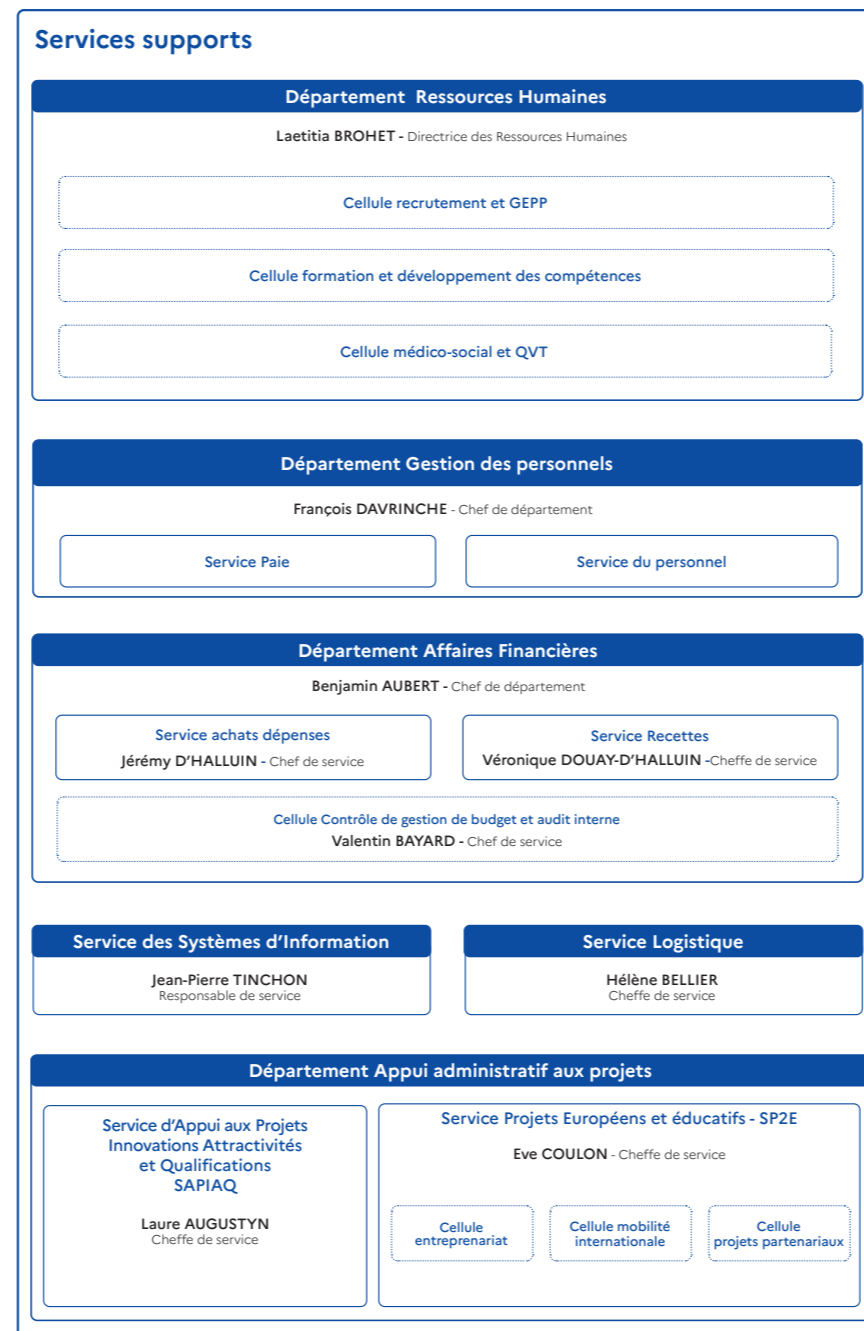 Services supports
Département Ressources Humaines
Laetitia BROHET - Directrice des Ressources Humaines
Cellule recrutement et GEPP
Cellule formation et développement des compétences
Cellule médico-social et QVT
Département Gestion des personnels
François DAVRINCHE - Chef de département
Service Paie
Service du personnel
Département Affaires Financières
Benjamin AUBERT - Chef de département
Service achats dépenses
Jérémy D'HALLUIN - Chef de service
Service Recettes
Véronique DOUAY-D'HALLUIN -Cheffe de service
Cellule Contrôle de gestion de budget et audit interne
Valentin BAYARD - Chef de service
Service des Systèmes d'Information
Jean-Pierre TINCHON
Responsable de service
Service Logistique
Hélène BELLIER
Cheffe de service
Département Appui administratif aux projets
Service d'Appui aux Projets
Innovations Attractivités
et Qualifications
SAPIAQ
Laure AUGUSTYN
Cheffe de service
Service Projets Européens et éducatifs - SP2E
Eve COULON - Cheffe de service
Cellule
entreprenariat
Cellule mobilité
internationale
Cellule
projets partenariaux